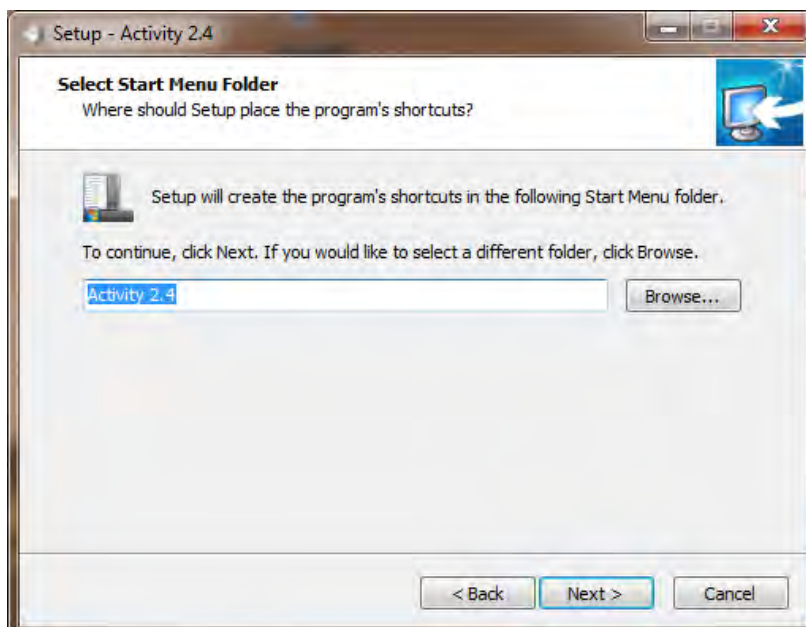 Setup - Activity 2.4
Select Start Menu Folder
Where should Setup place the program's shortcuts?
Setup will create the program's shortcuts in the following Start Menu folder.
To continue, click Next. If you would like to select a different folder, click Browse.
Activity 2.4
Browse...
< Back
Next >
Cancel